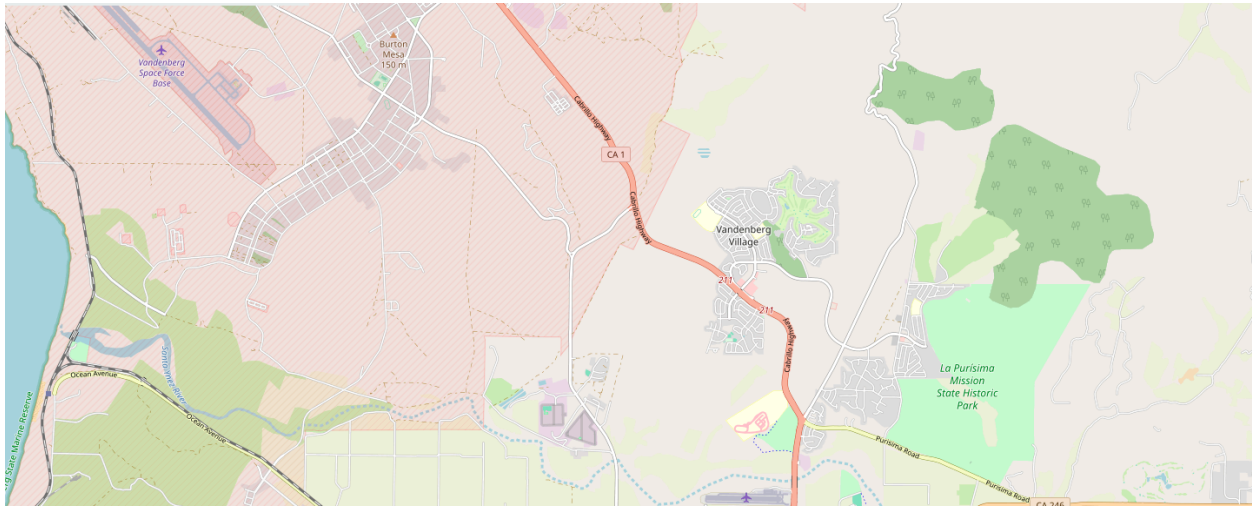 Burton
Mesa
150 m
Vandenberg
Space Force
Base
Cabrillo Highway
CA 1
Cabrillo Highway
Vandenberg
Village
211
211
Cabrillo Highway
La Purísima
Mission
State Historic
Park
Santa Ynez River
Ocean Avenue
Ocean Avenue
State Marine Reserve
Purisima Road
Purisima Road
CA 246